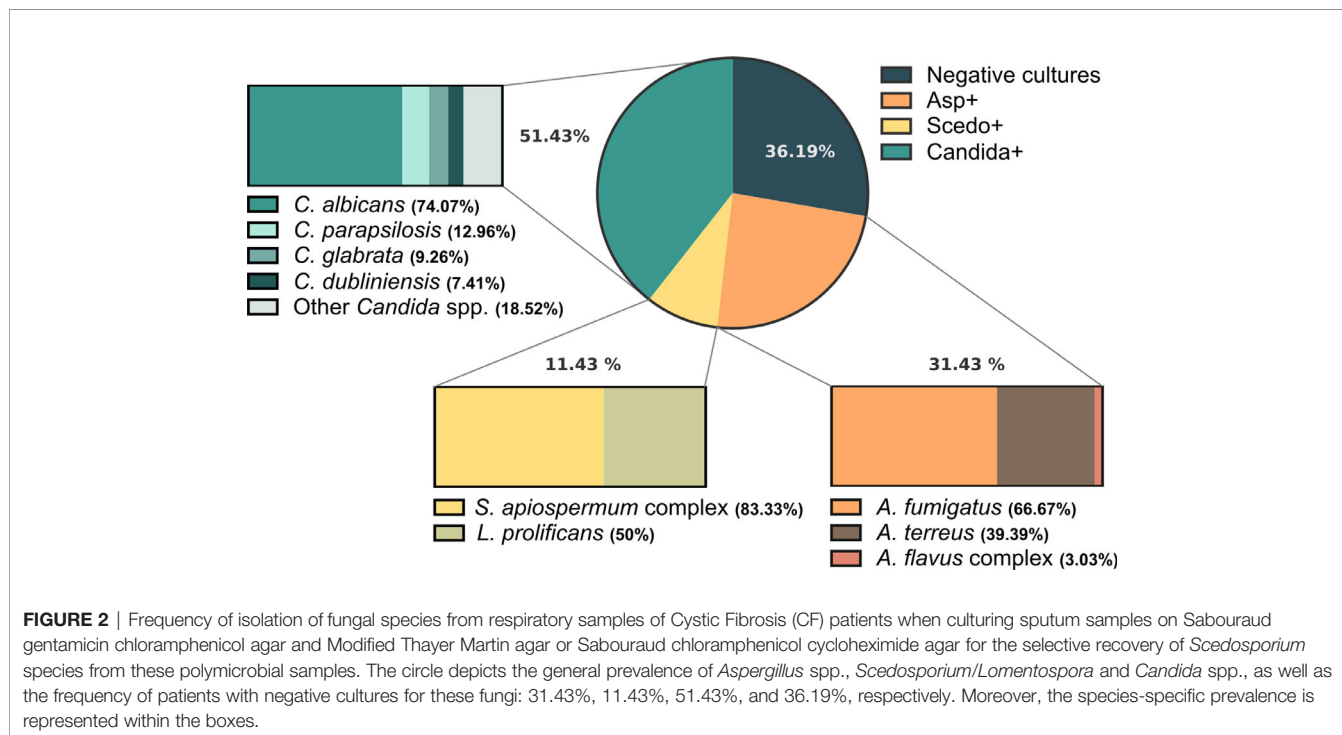 Negative cultures
Asp+
Scedo+
Candida+
36.19%
51.43%
C. albicans (74.07%)
C. parapsilosis (12.96%)
C. glabrata (9.26%)
C. dubliniensis (7.41%)
Other Candida spp. (18.52%)
11.43 %
S. apiospermum complex (83.33%)
L. prolificans (50%)
31.43 %
A. fumigatus (66.67%)
A. terreus (39.39%)
A. flavus complex (3.03%)
FIGURE 2 | Frequency of isolation of fungal species from respiratory samples of Cystic Fibrosis (CF) patients when culturing sputum samples on Sabouraud
gentamicin chloramphenicol agar and Modified Thayer Martin agar or Sabouraud chloramphenicol cycloheximide agar for the selective recovery of Scedosporium
species from these polymicrobial samples. The circle depicts the general prevalence of Aspergillus spp., Scedosporium/Lomentospora and Candida spp., as well as
the frequency of patients with negative cultures for these fungi: 31.43%, 11.43%, 51.43%, and 36.19%, respectively. Moreover, the species-specific prevalence is
represented within the boxes.